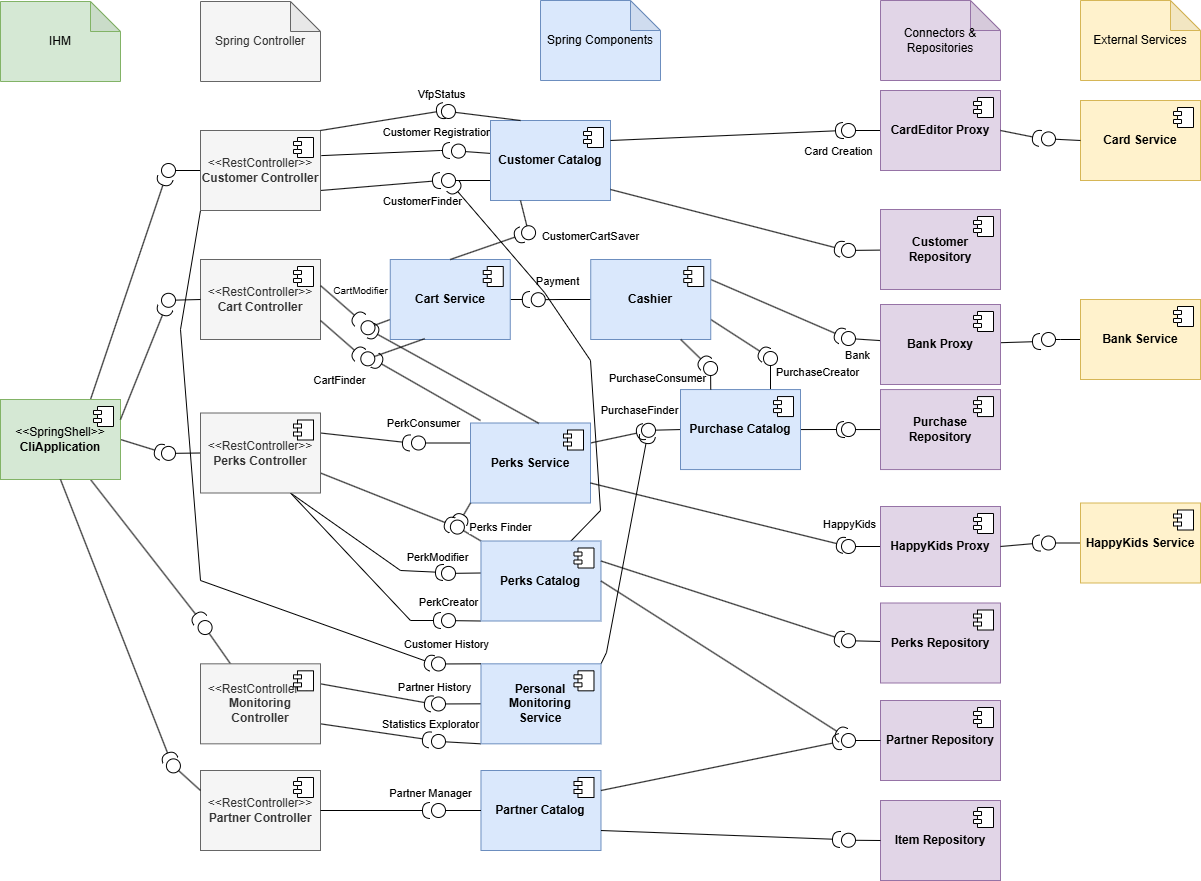 IHM
Spring Controller
Spring Components
Connectors &
Repositories
External Services
VfpStatus
Customer Registration
CustomerFinder
<<RestController>>
Customer Controller
Customer Catalog
Card Creation
CardEditor Proxy
Card Service
CustomerCartSaver
Customer
Repository
<<RestController>>
Cart Controller
CartModifier
CartFinder
Cart Service
Payment
Cashier
Bank
Bank Proxy
Bank Service
PurchaseConsumer
PurchaseCreator
PurchaseFinder
<<SpringShell>>
CliApplication
<<RestController>>
Perks Controller
PerkConsumer
Perks Service
Purchase Catalog
Purchase
Repository
Perks Finder
HappyKids
HappyKids Proxy
HappyKids Service
PerkModifier
PerkCreator
Perks Catalog
Perks Repository
Customer History
Partner History
Statistics Explorator
<<RestController
Monitoring
Controller
Personal
Monitoring
Service
Partner Repository
<<RestController>>
Partner Controller
Partner Manager
Partner Catalog
Item Repository